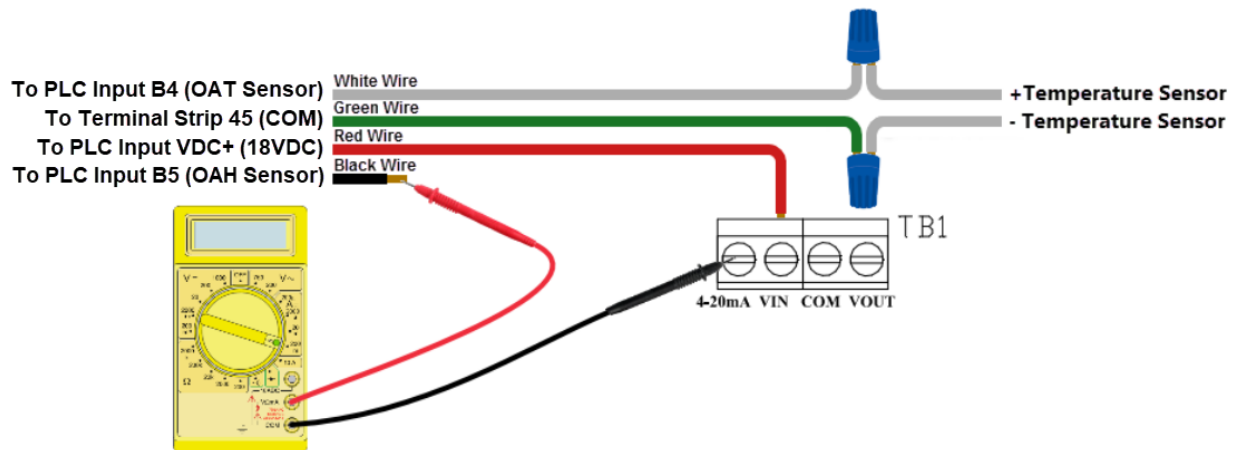 To PLC Input B4 (OAT Sensor)
White Wire
+Temperature Sensor
To Terminal Strip 45 (COM)
Green Wire
- Temperature Sensor
To PLC Input VDC+ (18VDC)
Red Wire
To PLC Input B5 (OAH Sensor)
Black Wire
TB1
4-20mA VIN COM VOUT
VΩmA
COM